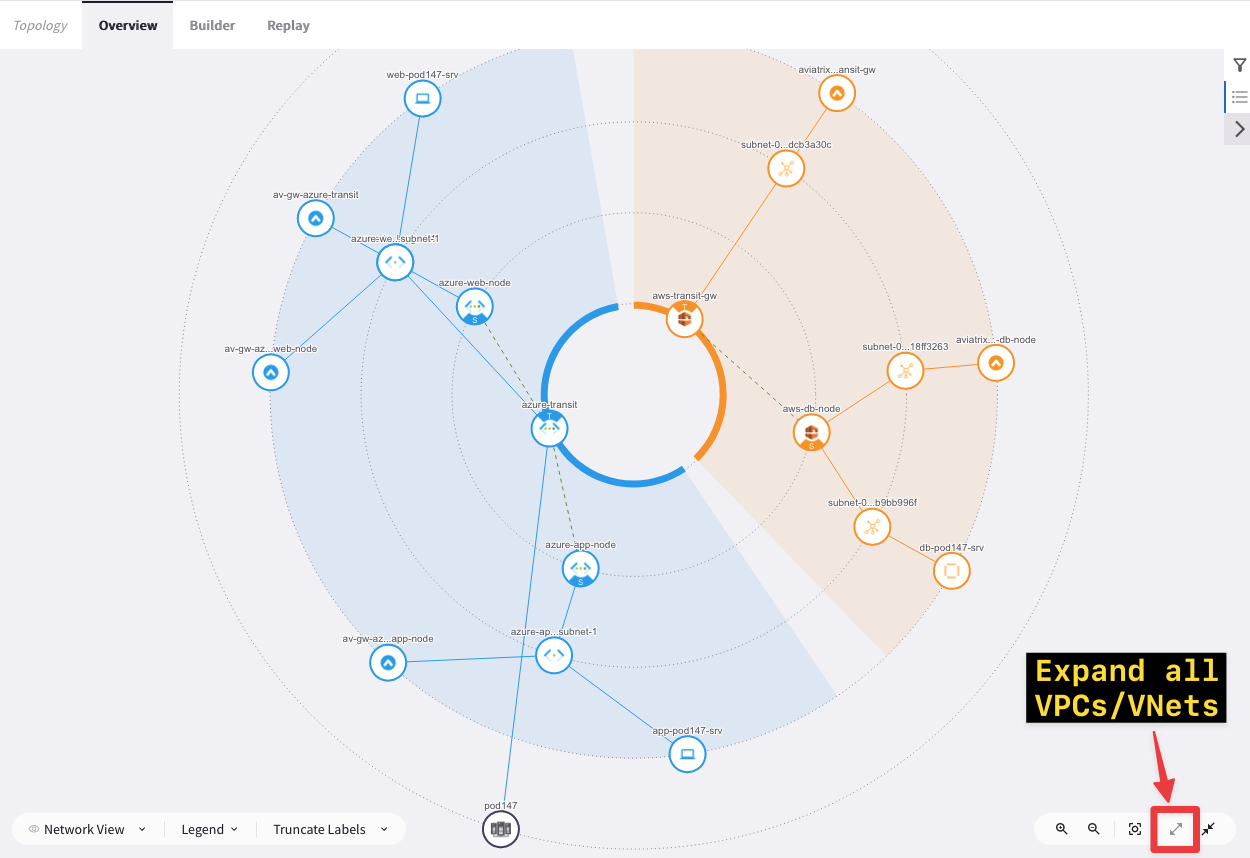 Topology
Overview
Builder
Replay
web-pod147-srv
aviatrix...ansit-gw
subnet-0...dcb3a30c
av-gw-azure-transit
azure-we...subnet-1
azure-web-node
S
aws-transit-gw
T
av-gw-az...web-node
subnet-0...18ff3263
aviatrix...-db-node
azure-transit
T
aws-db-node
S
subnet-0...b9bb996f
azure-app-node
S
db-pod147-srv
azure-ap...subnet-1
av-gw-az...app-node
Expand all
VPCs/VNets
app-pod147-srv
pod147
Network View
Legend
Truncate Labels